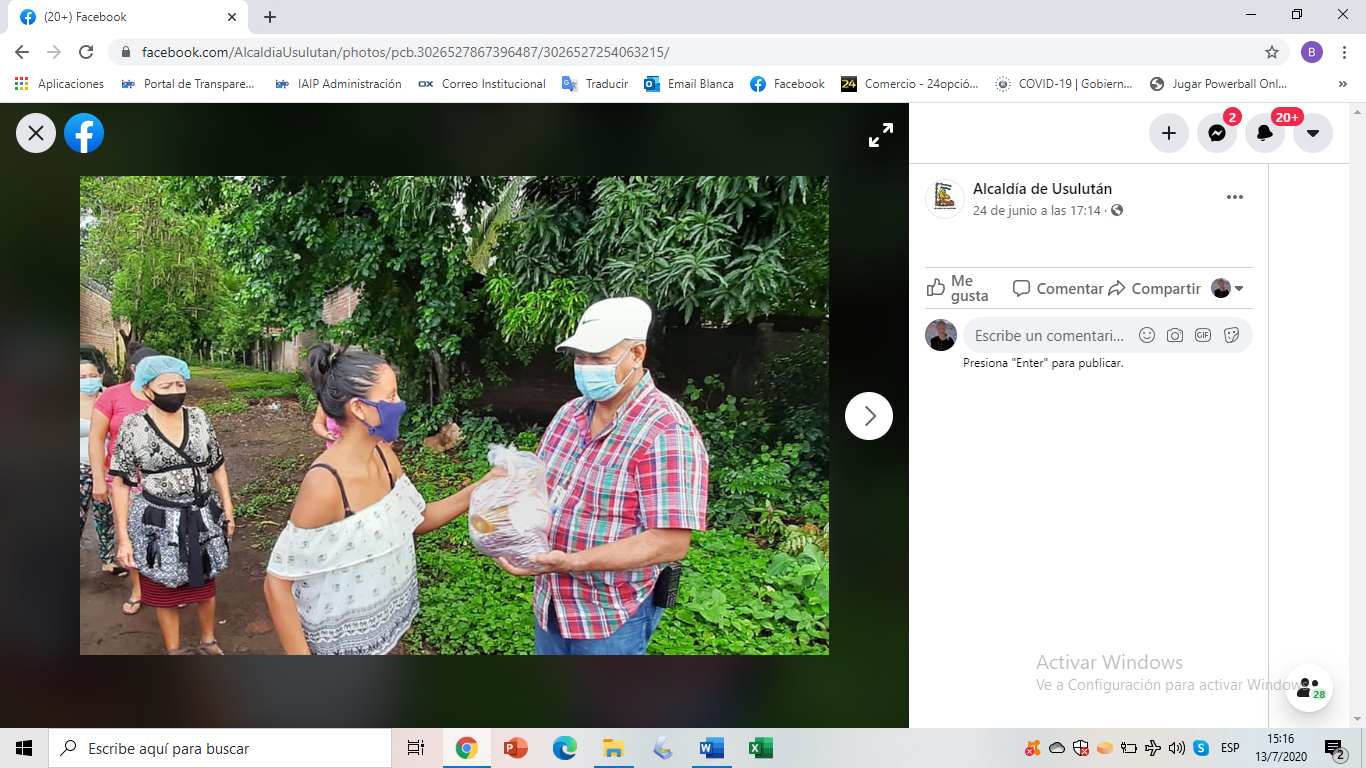 (20+) Facebook
facebook.com/AlcaldiaUsulutan/photos/pcb.3026527867396487/3026527254063215/
B
Aplicaciones
Portal de Transpare...
IAIP Administración
Correo Institucional
Traducir
Email Blanca
Facebook
24
Comercio - 24opció...
COVID-19 | Gobiern...
Jugar Powerball Onl...
»
2
20+
Alcaldía de Usulután
24 de junio a las 17:14 ·
Me gusta
Comentar
Compartir
Escribe un comentari...
GIF
Presiona "Enter" para publicar.
Activar Windows
Ve a Configuración para activar Windows
28
Escribe aquí para buscar
ESP
15:16
13/7/2020
2